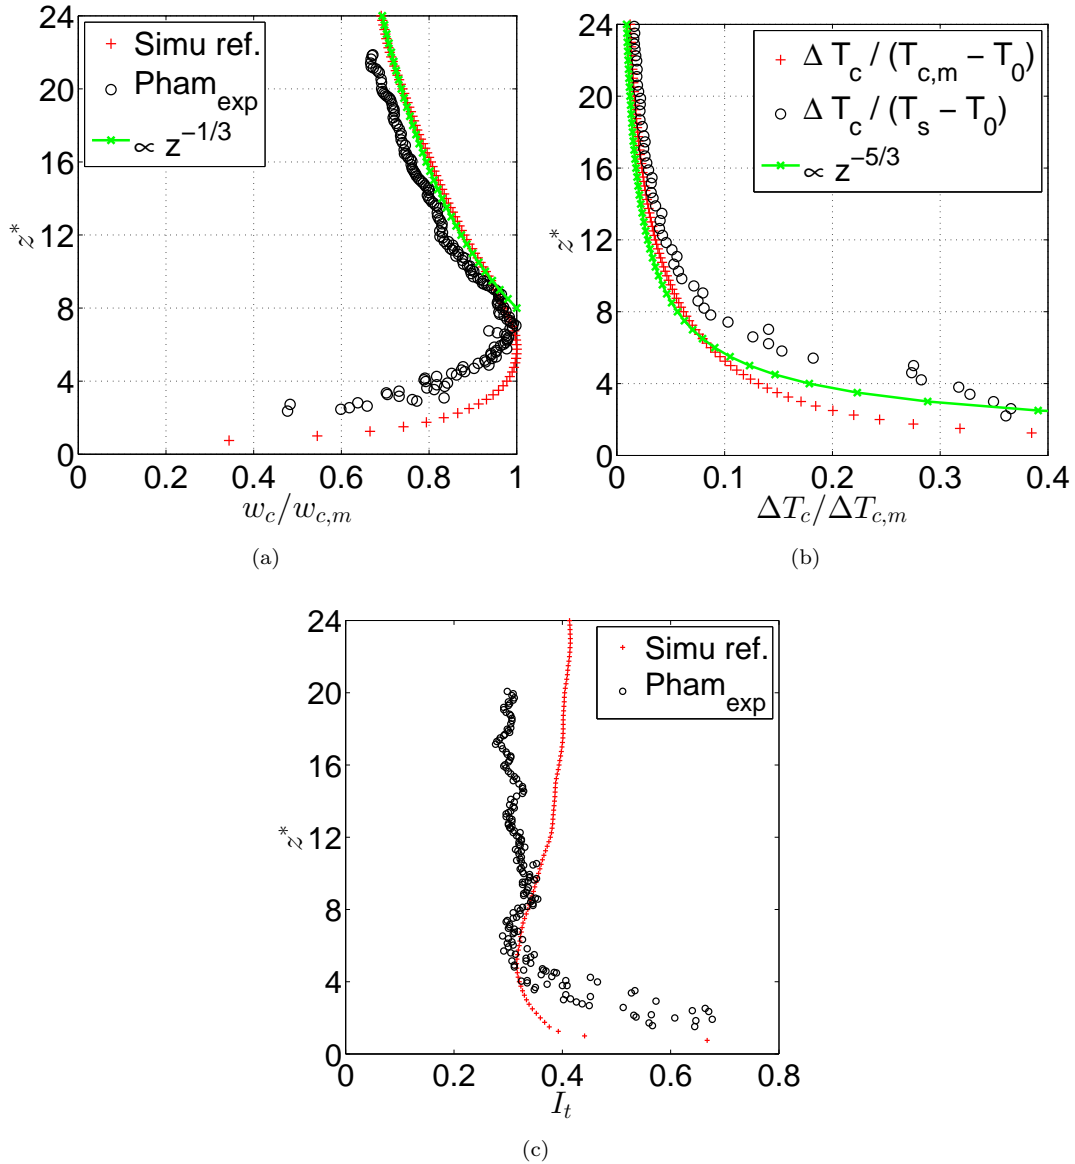 24
20
16
12
8
4
0
z*
0 0.2 0.4 0.6 0.8 1
w_c/w_{c,m}
Simu ref.
Pham_exp
∝ z^{-1/3}
(a)
24
20
16
12
8
4
0
z*
0 0.1 0.2 0.3 0.4
ΔT_c/ΔT_{c,m}
Δ T_c / (T_{c,m} − T_0)
Δ T_c / (T_s − T_0)
∝ z^{−5/3}
(b)
24
20
16
12
8
4
0
z*
0 0.2 0.4 0.6 0.8
I_t
Simu ref.
Pham_exp
(c)